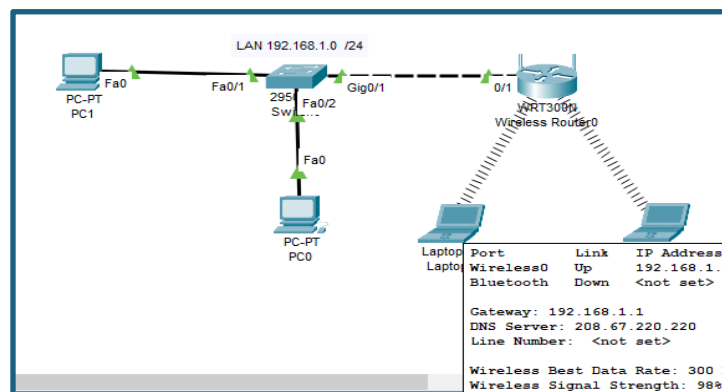 LAN 192.168.1.0 /24
Fa0
Fa0/1
Gig0/1
0/1
PC-PT
PC1
Fa0/2
WRT300N
Wireless Router0
Fa0
PC-PT
PC0
Port Link IP Address
Wireless0 Up 192.168.1.
Bluetooth Down <not set>
Gateway: 192.168.1.1
DNS Server: 208.67.220.220
Line Number: <not set>
Wireless Best Data Rate: 300
Wireless Signal Strength: 98%